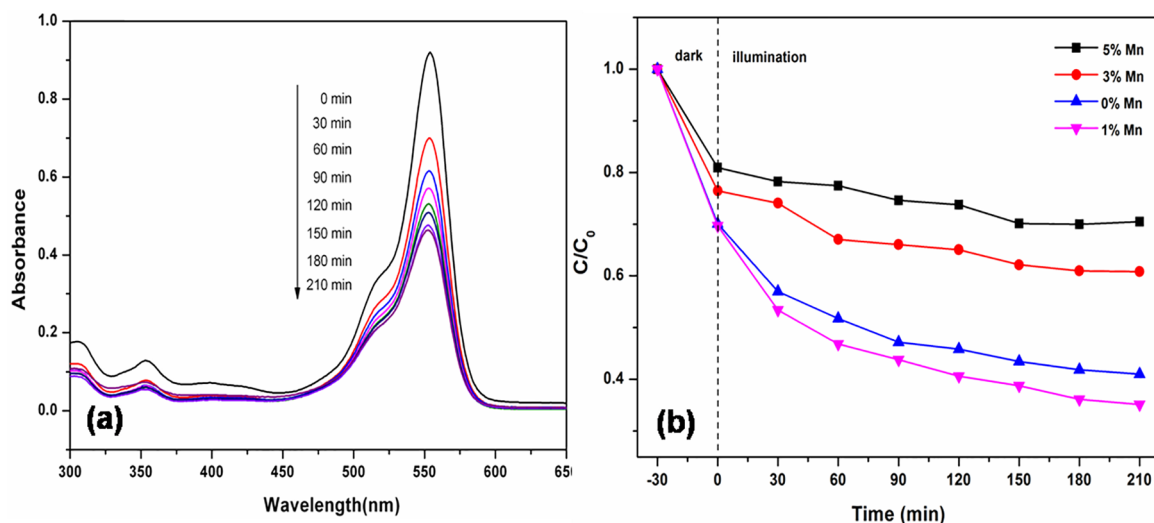 1.0
0.8
0.6
0.4
0.2
0.0
Absorbance
0 min
30 min
60 min
90 min
120 min
150 min
180 min
210 min
(a)
300 350 400 450 500 550 600 650
Wavelength(nm)
1.0
0.8
0.6
0.4
C/C0
dark illumination
5% Mn
3% Mn
0% Mn
1% Mn
(b)
-30 0 30 60 90 120 150 180 210
Time (min)